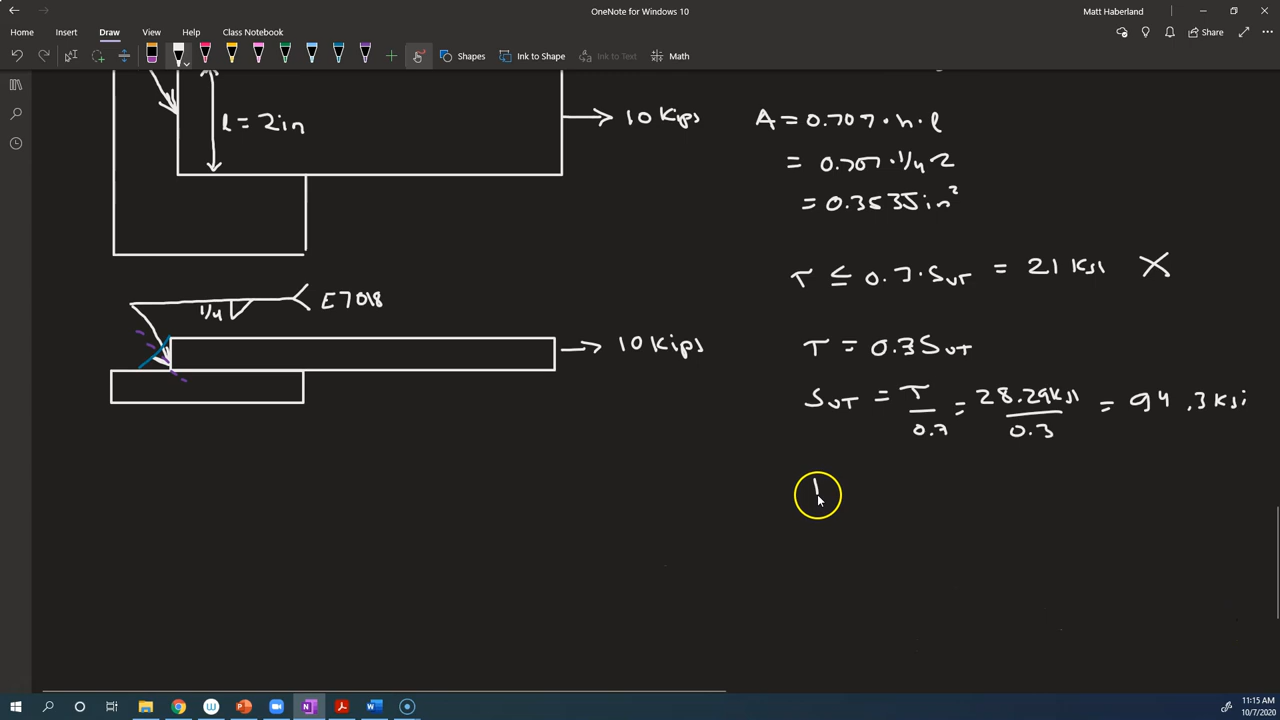 OneNote for Windows 10
Matt Haberland
Home Insert Draw View Help Class Notebook
Shapes Ink to Shape Ink to Text Math Share
l = 2in
10 Kips
A = 0.707 · h · l
= 0.707 · 1/4 2
= 0.3535 in²
τ ≤ 0.3 · SUT = 21 ksi X
1/4 E7018
10 Kips
τ = 0.3 SUT
SUT = τ / 0.3 = 28.29 ksi / 0.3 = 94.3 ksi
11:15 AM
10/7/2020